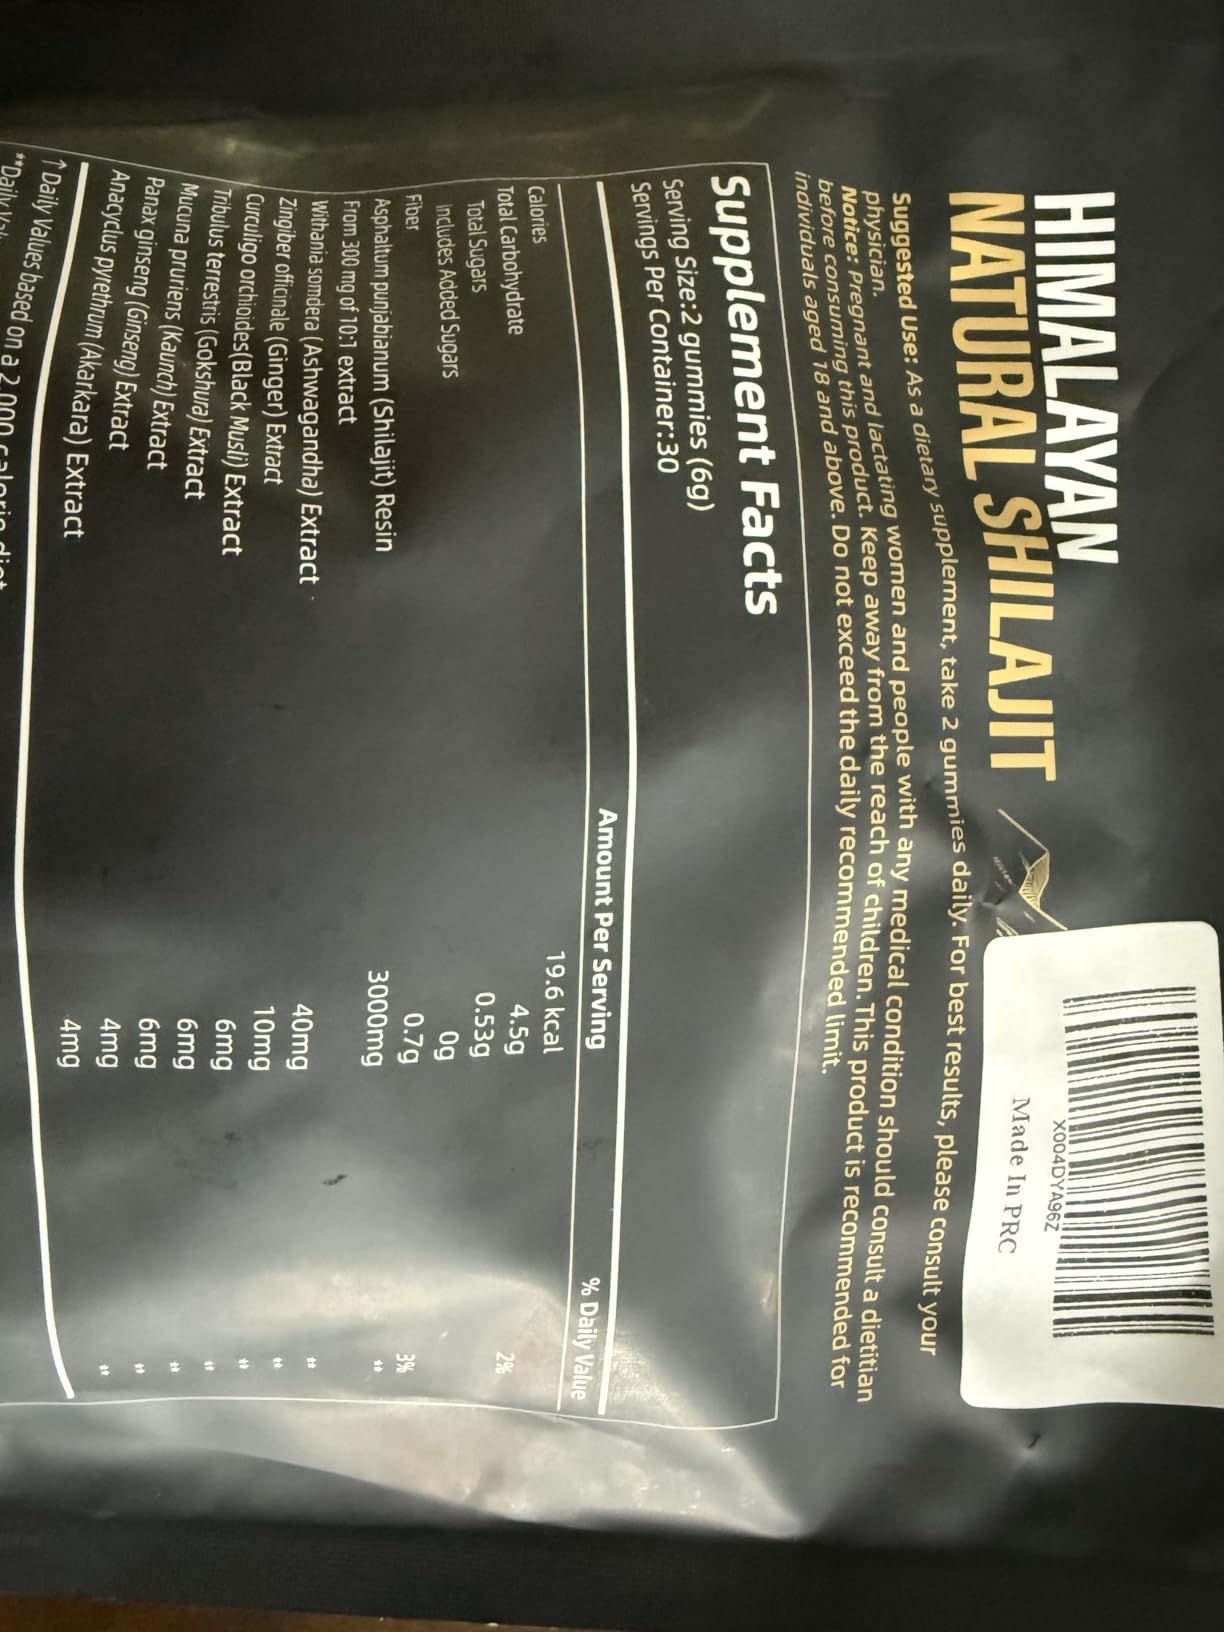 HIMALAYAN
NATURAL SHILAJIT
X004DYA96Z
Made In PRC
Suggested Use: As a dietary supplement, take 2 gummies daily. For best results, please consult your
physician.
Notice: Pregnant and lactating women and people with any medical condition should consult a dietitian
before consuming this product. Keep away from the reach of children. This product is recommended for
individuals aged 18 and above. Do not exceed the daily recommended limit.
Supplement Facts
Serving Size:2 gummies (6g)
Servings Per Container:30
Amount Per Serving % Daily Value
Calories 19.6 kcal
Total Carbohydrate 4.5g 2%
Total Sugars 0.53g
Includes Added Sugars 0g
Fiber 0.7g 3%
Asphaltum punjabianum (Shilajit) Resin 3000mg **
From 300 mg of 10:1 extract
Withania somdera (Ashwagandha) Extract 40mg **
Zingiber officinale (Ginger) Extract 10mg **
Curculigo orchioides(Black Musli) Extract 6mg **
Tribulus terrestris (Gokshura) Extract 6mg **
Mucuna pruriens (Kaunch) Extract 6mg **
Panax ginseng (Ginseng) Extract 4mg **
Anacyclus pyrethrum (Akarkara) Extract 4mg **
↑Daily Values based on a 2,000 calorie diet
**Daily